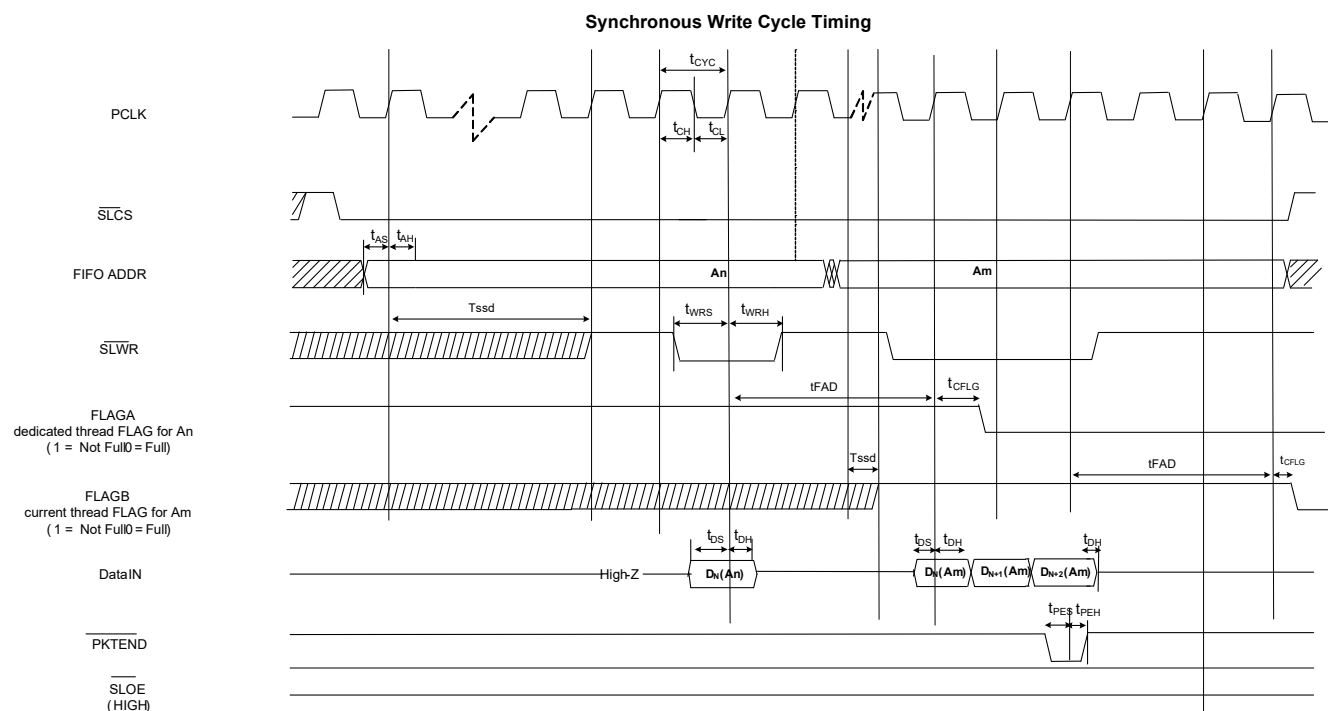 Synchronous Write Cycle Timing
tCYC
PCLK
tCH
tCL
SLCS
tAS
tAH
FIFO ADDR
An
Am
Tssd
tWRS
tWRH
SLWR
tFAD
tCFLG
FLAGA
dedicated thread FLAG for An
( 1 = Not Full0 = Full)
Tssd
tFAD
tCFLG
FLAGB
current thread FLAG for Am
( 1 = Not Full0 = Full)
tDS
tDH
tDS
tDH
tDH
DataIN
High-Z
DN(An)
DN(Am)
DN+1(Am)
DN+2(Am)
tPES
tPEH
PKTEND
SLOE
(HIGH)